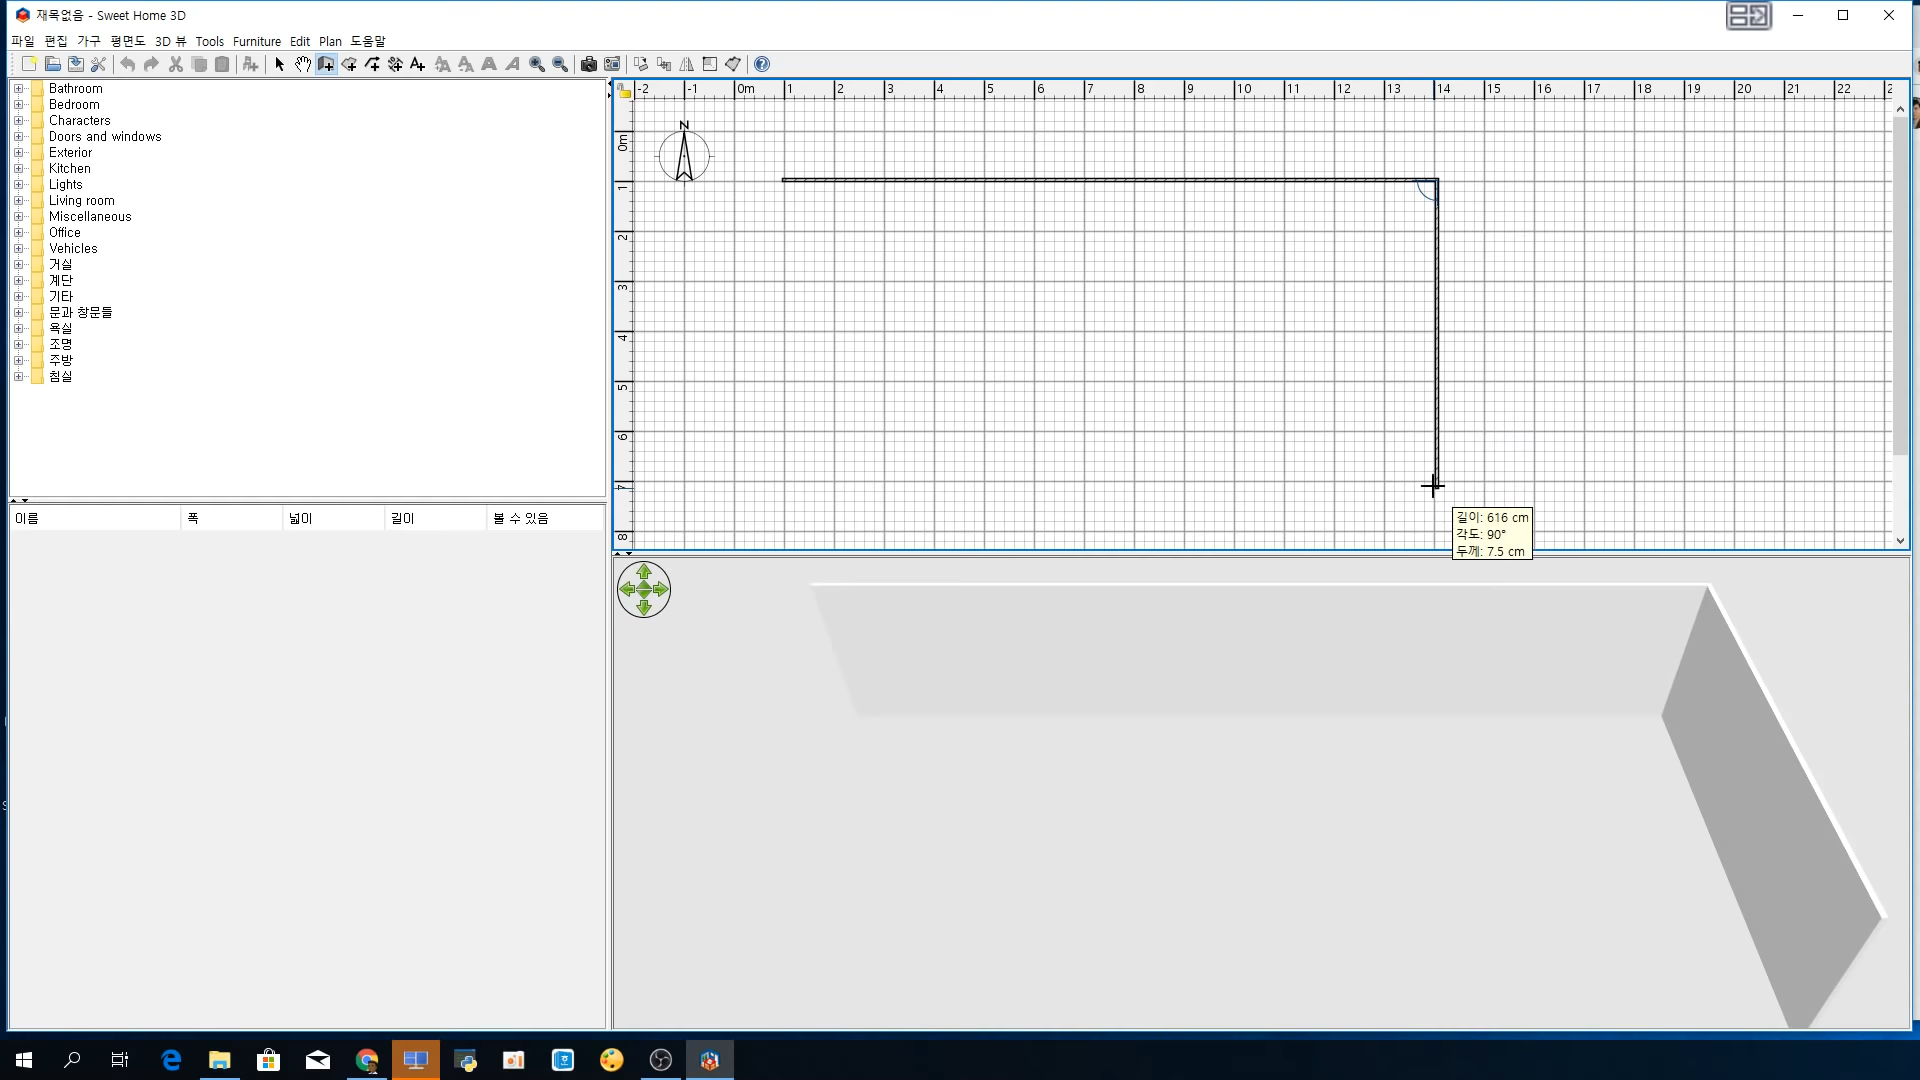 재목없음 - Sweet Home 3D
파일 편집 가구 평면도 3D 뷰 Tools Furniture Edit Plan 도움말
Bathroom
Bedroom
Characters
Doors and windows
Exterior
Kitchen
Lights
Living room
Miscellaneous
Office
Vehicles
거실
계단
기타
문과 창문들
욕실
조명
주방
침실
이름 폭 넓이 길이 볼 수 있음
-2 -1 0m 1 2 3 4 5 6 7 8 9 10 11 12 13 14 15 16 17 18 19 20 21 22 2
N
0m
1
2
3
4
5
6
7
8
길이: 616 cm
각도: 90°
두께: 7.5 cm